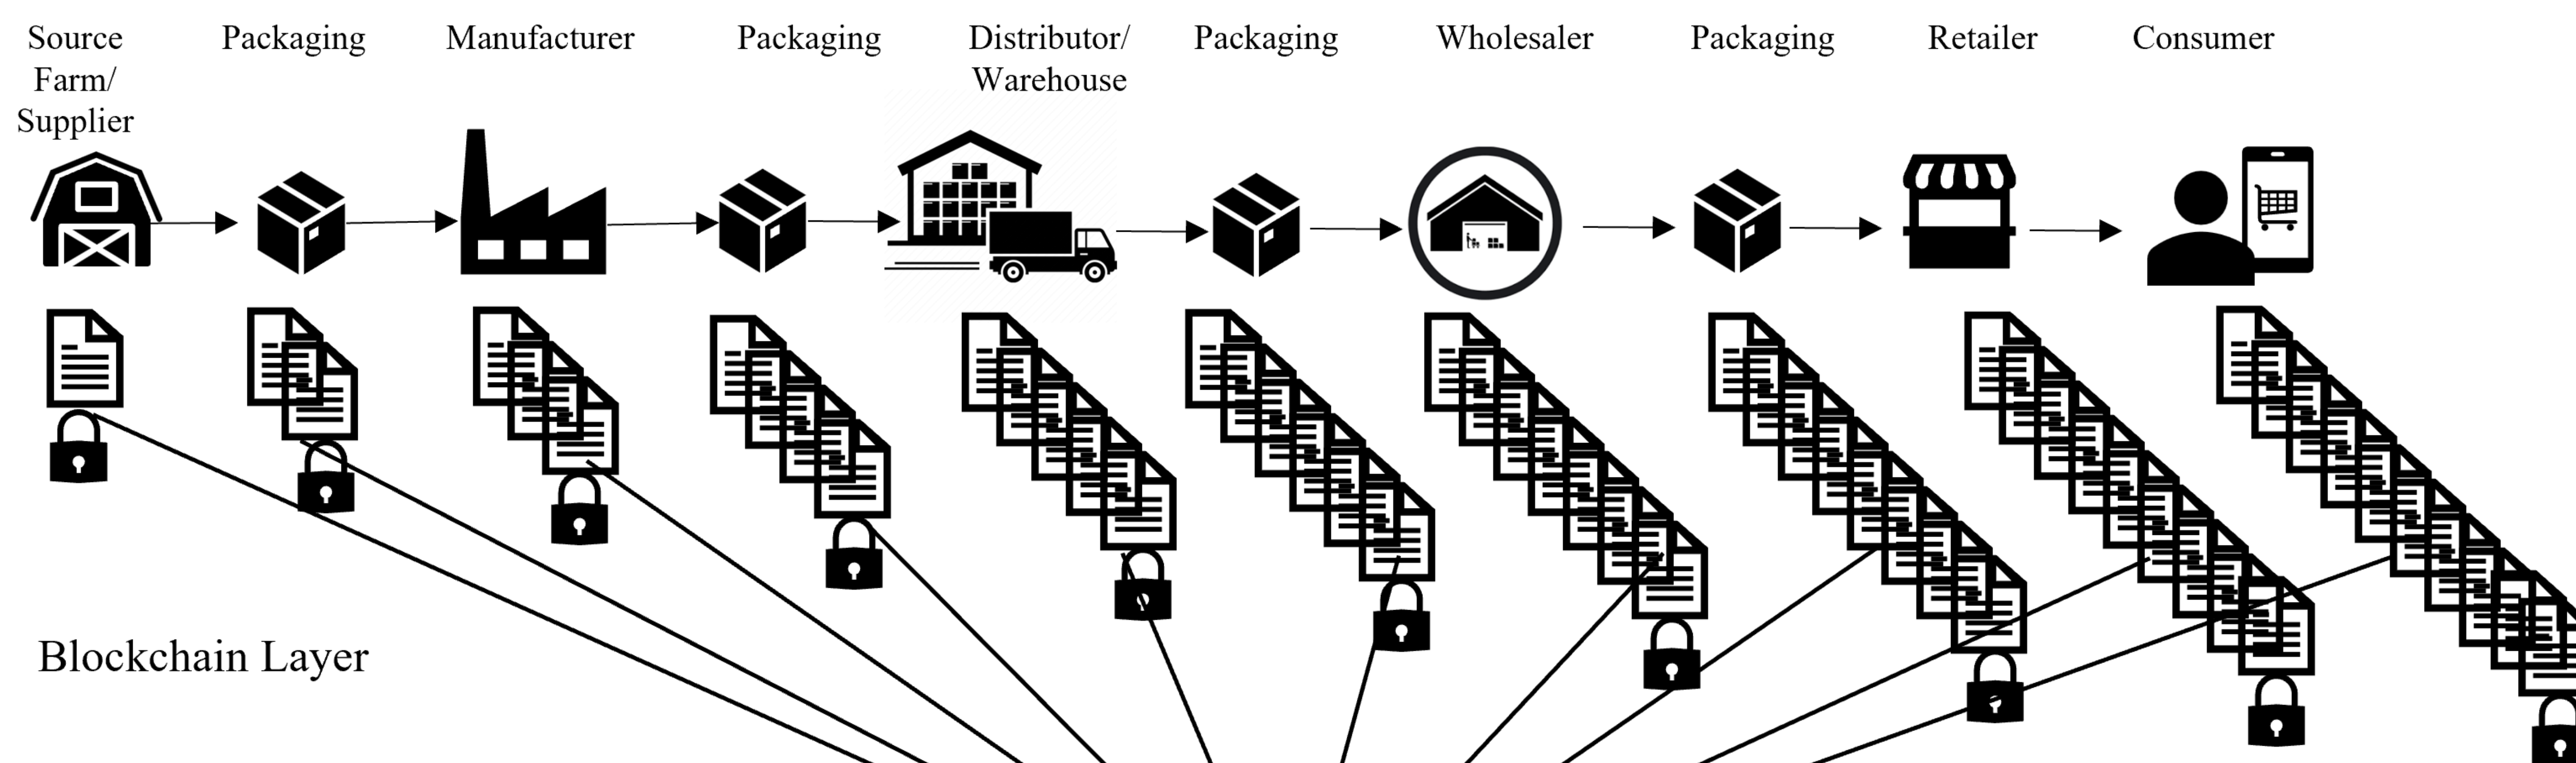 Source
Farm/
Supplier
Packaging
Manufacturer
Packaging
Distributor/
Warehouse
Packaging
Wholesaler
Packaging
Retailer
Consumer
Blockchain Layer